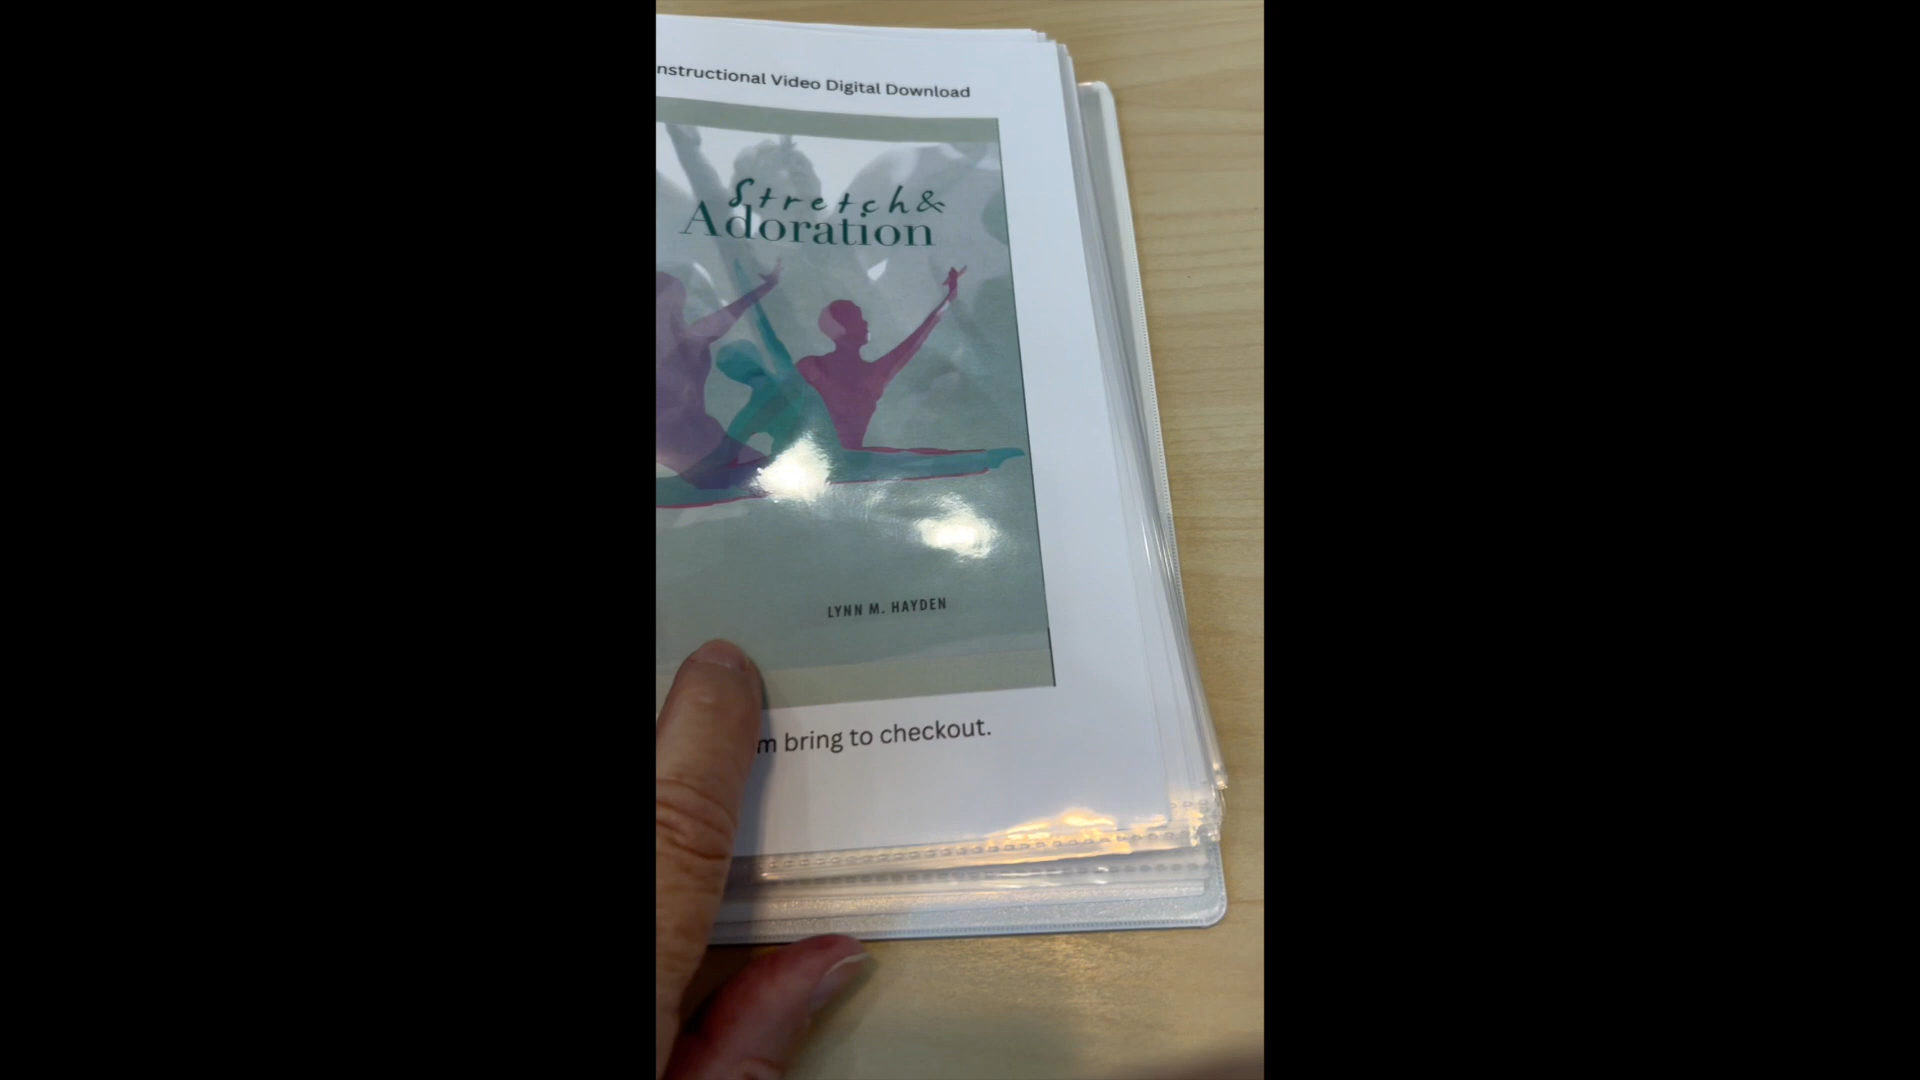 nstructional Video Digital Download
Stretch &
Adoration
LYNN M. HAYDEN
m bring to checkout.